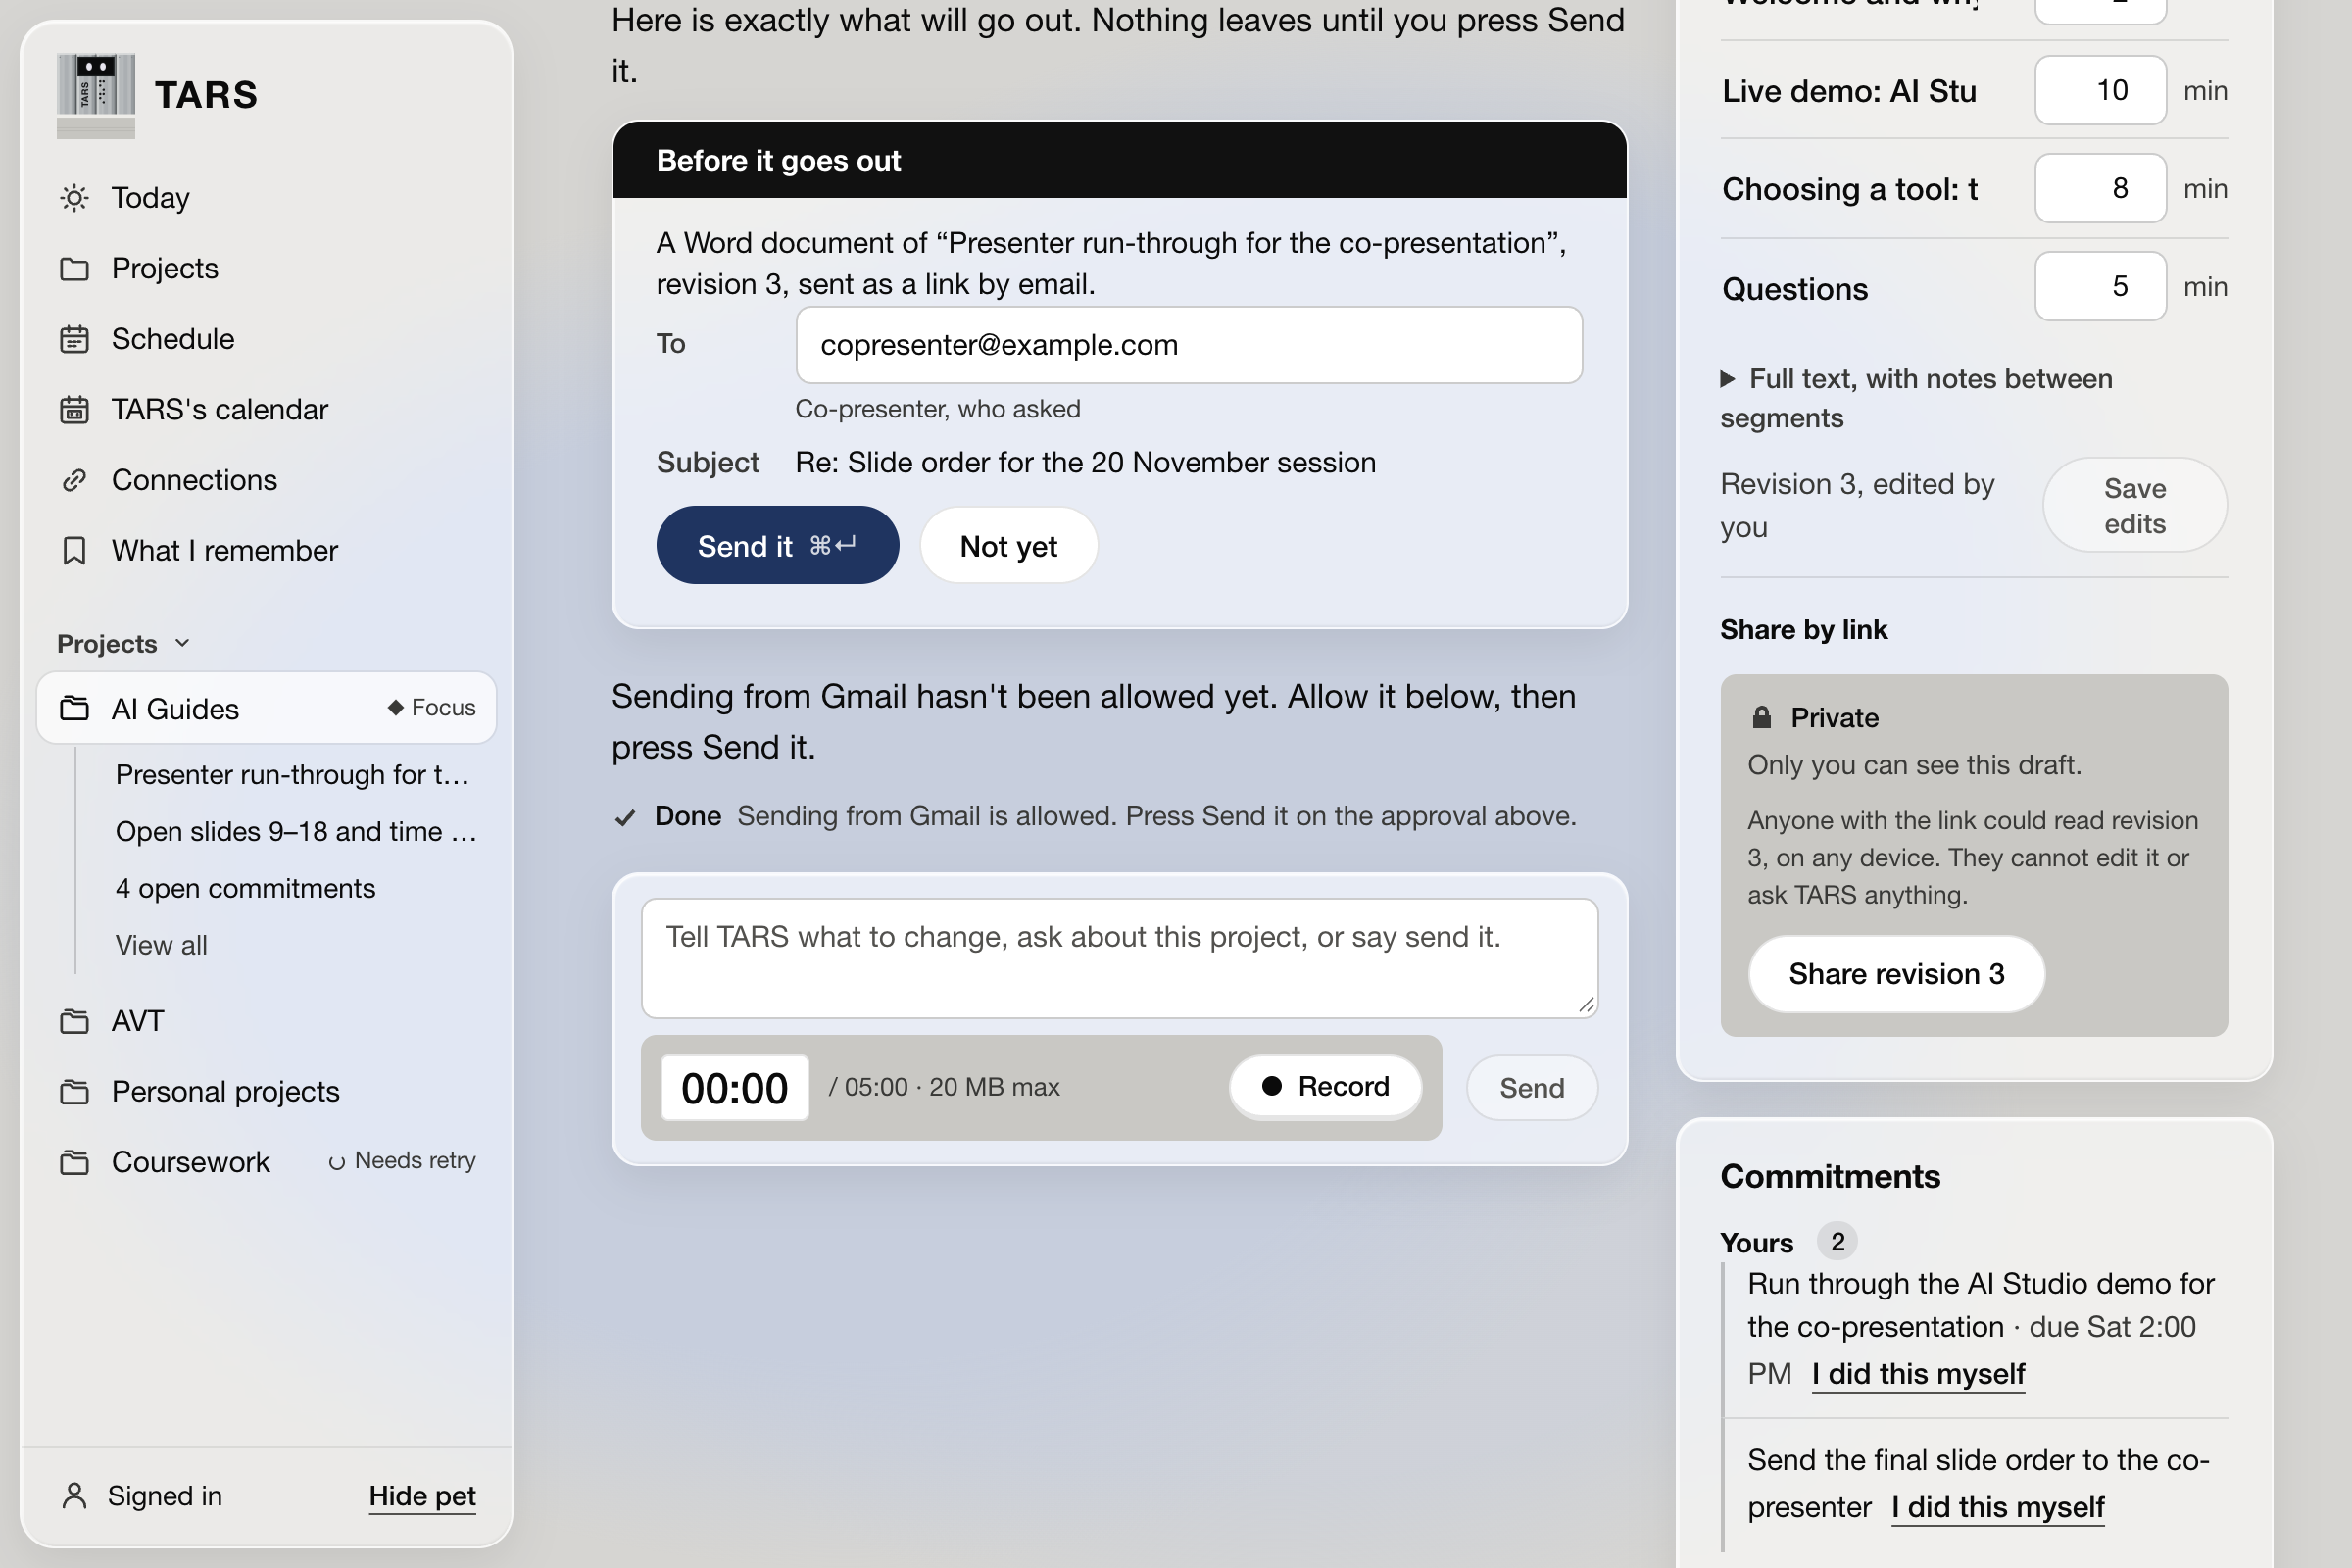 TARS
TARS
Today
Projects
Schedule
TARS's calendar
Connections
What I remember
Projects
AI Guides
Focus
Presenter run-through for t…
Open slides 9–18 and time …
4 open commitments
View all
AVT
Personal projects
Coursework
Needs retry
Signed in
Hide pet
Here is exactly what will go out. Nothing leaves until you press Send
it.
Before it goes out
A Word document of “Presenter run-through for the co-presentation”,
revision 3, sent as a link by email.
To
copresenter@example.com
Co-presenter, who asked
Subject
Re: Slide order for the 20 November session
Send it ⌘↵
Not yet
Sending from Gmail hasn't been allowed yet. Allow it below, then
press Send it.
Done Sending from Gmail is allowed. Press Send it on the approval above.
Tell TARS what to change, ask about this project, or say send it.
00:00
/ 05:00 · 20 MB max
Record
Send
Welcome and why
Live demo: AI Stu
10
min
Choosing a tool: t
8
min
Questions
5
min
Full text, with notes between
segments
Revision 3, edited by
you
Save
edits
Share by link
Private
Only you can see this draft.
Anyone with the link could read revision
3, on any device. They cannot edit it or
ask TARS anything.
Share revision 3
Commitments
Yours 2
Run through the AI Studio demo for
the co-presentation · due Sat 2:00
PM I did this myself
Send the final slide order to the co-
presenter I did this myself